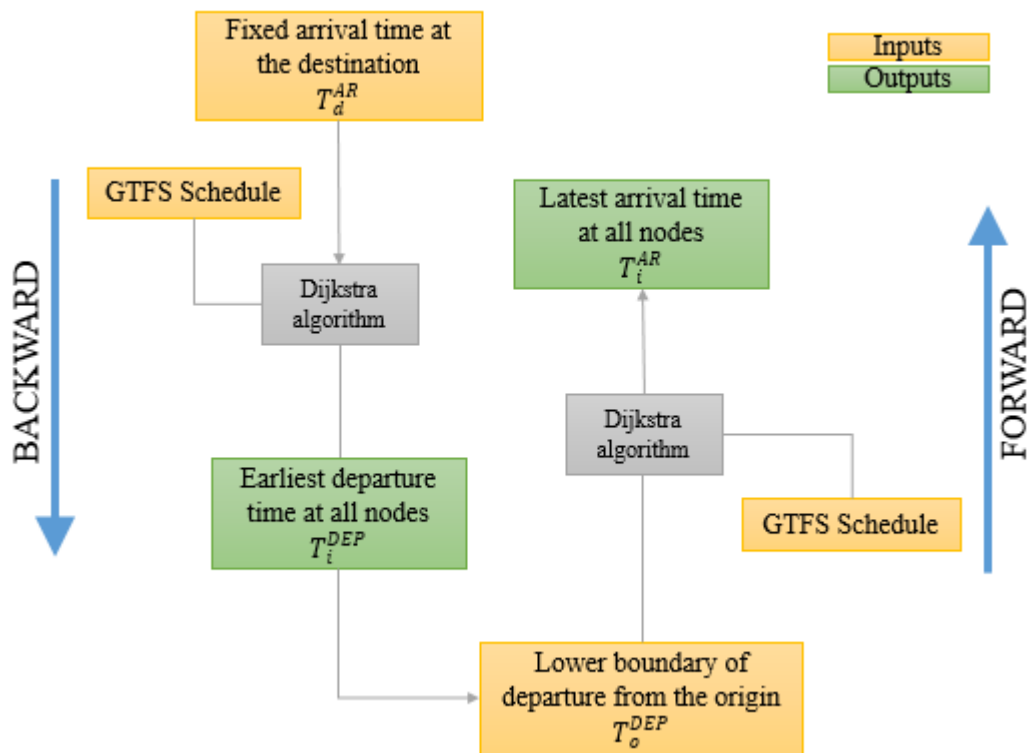 Fixed arrival time at
the destination
T_d^{AR}
Inputs
Outputs
GTFS Schedule
Latest arrival time
at all nodes
T_i^{AR}
BACKWARD
Dijkstra
algorithm
FORWARD
Dijkstra
algorithm
Earliest departure
time at all nodes
T_i^{DEP}
GTFS Schedule
Lower boundary of
departure from the origin
T_o^{DEP}